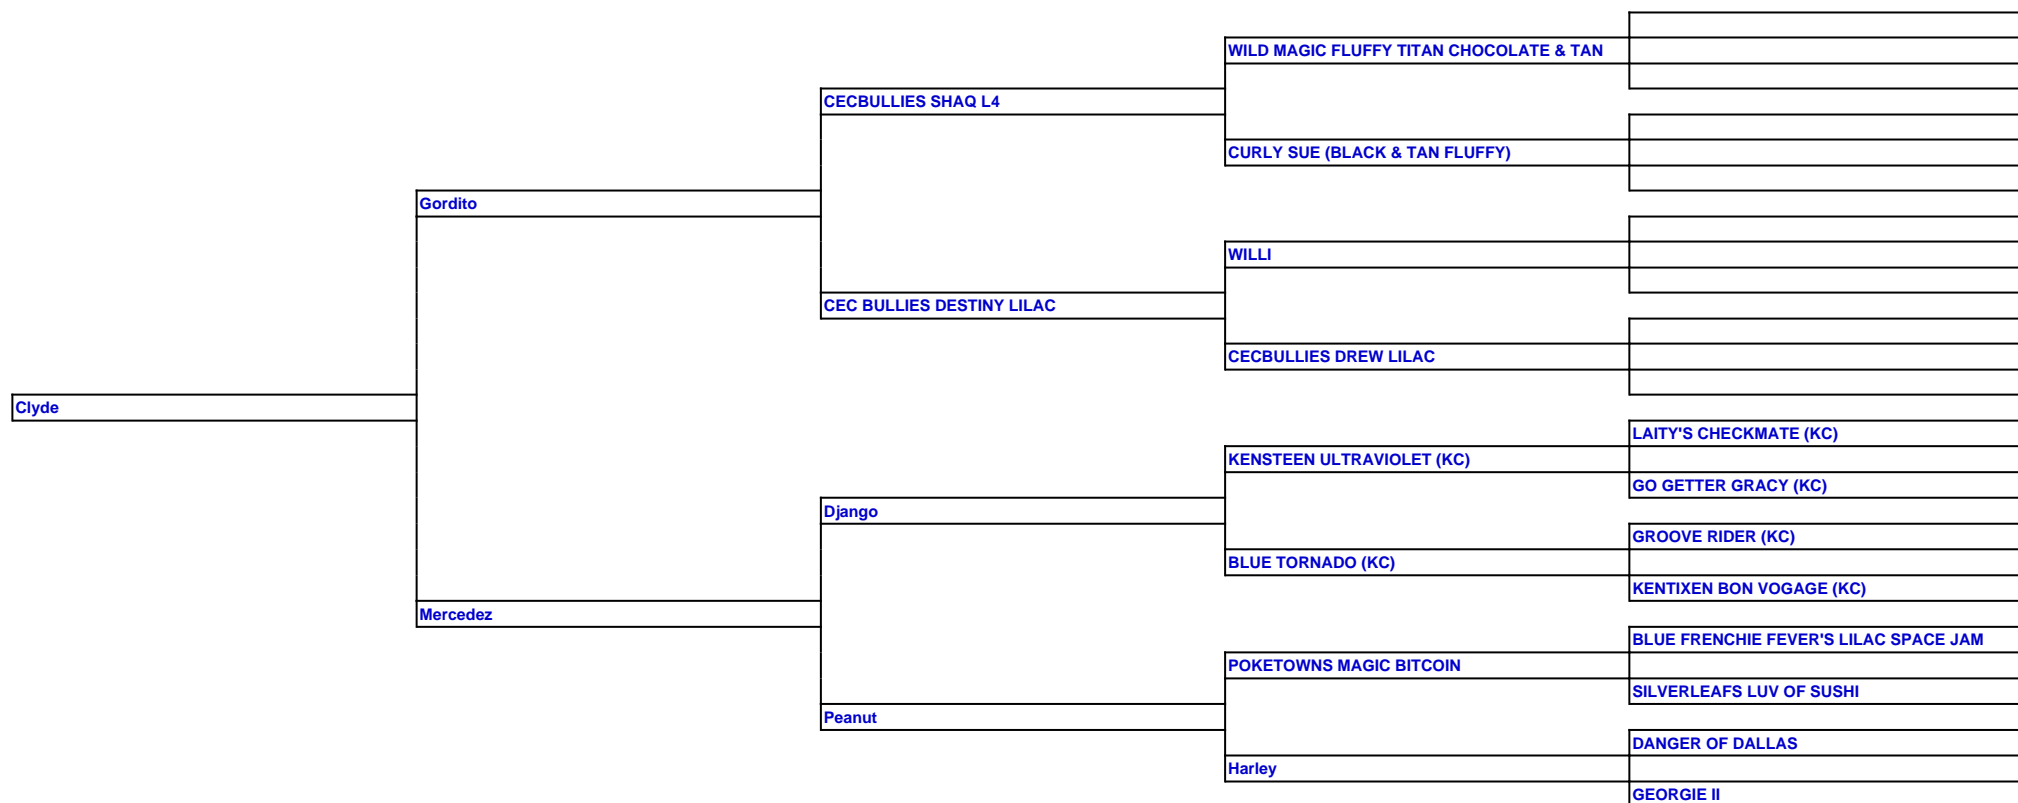 WILD MAGIC FLUFFY TITAN CHOCOLATE & TAN
CECBULLIES SHAQ L4
CURLY SUE (BLACK & TAN FLUFFY)
Gordito
WILLI
CEC BULLIES DESTINY LILAC
CECBULLIES DREW LILAC
Clyde
LAITY'S CHECKMATE (KC)
KENSTEEN ULTRAVIOLET (KC)
GO GETTER GRACY (KC)
Django
GROOVE RIDER (KC)
BLUE TORNADO (KC)
KENTIXEN BON VOGAGE (KC)
Mercedez
BLUE FRENCHIE FEVER'S LILAC SPACE JAM
POKETOWNS MAGIC BITCOIN
SILVERLEAFS LUV OF SUSHI
Peanut
DANGER OF DALLAS
Harley
GEORGIE II